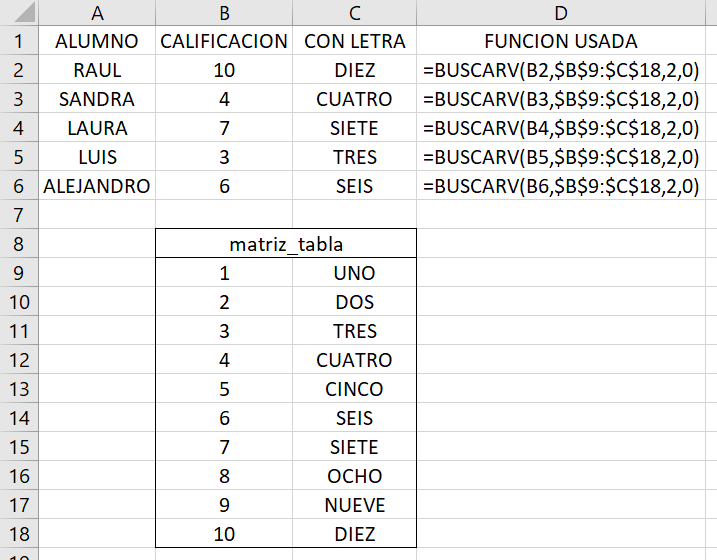 A B C D
1 ALUMNO CALIFICACION CON LETRA FUNCION USADA
2 RAUL 10 DIEZ =BUSCARV(B2,$B$9:$C$18,2,0)
3 SANDRA 4 CUATRO =BUSCARV(B3,$B$9:$C$18,2,0)
4 LAURA 7 SIETE =BUSCARV(B4,$B$9:$C$18,2,0)
5 LUIS 3 TRES =BUSCARV(B5,$B$9:$C$18,2,0)
6 ALEJANDRO 6 SEIS =BUSCARV(B6,$B$9:$C$18,2,0)
7
8 matriz_tabla
9 1 UNO
10 2 DOS
11 3 TRES
12 4 CUATRO
13 5 CINCO
14 6 SEIS
15 7 SIETE
16 8 OCHO
17 9 NUEVE
18 10 DIEZ